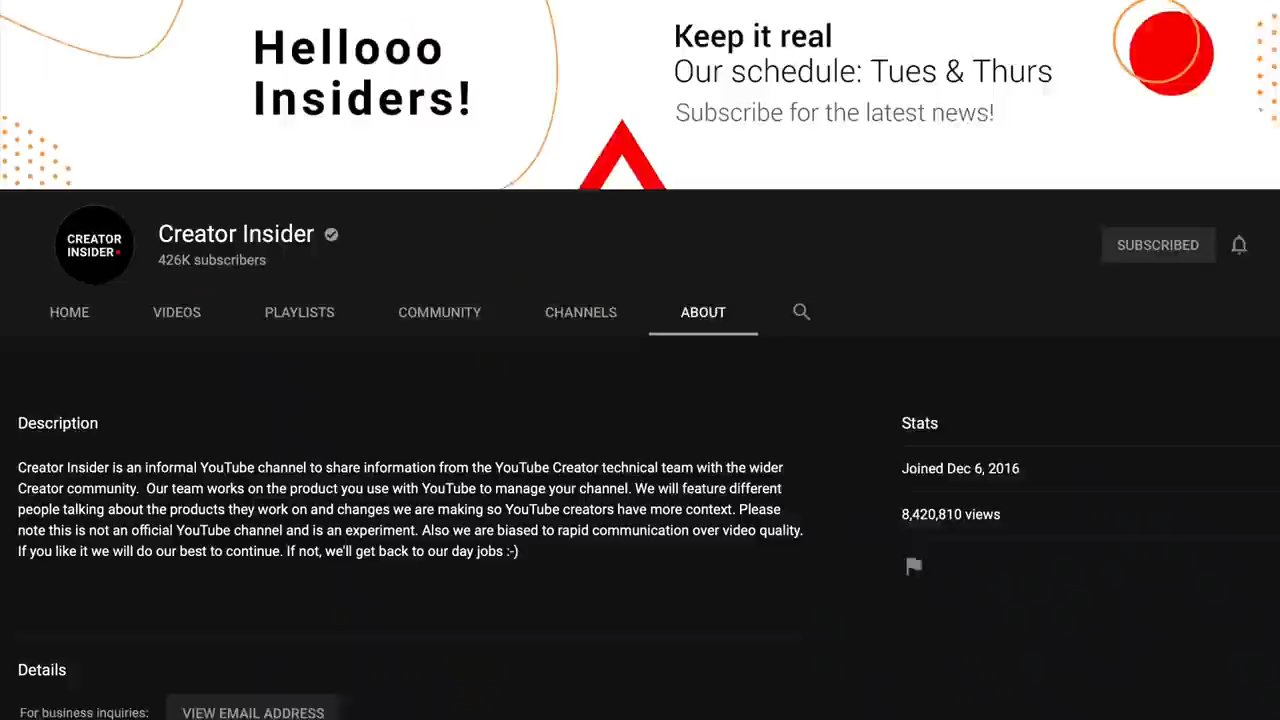 Hellooo
Insiders!
Keep it real
Our schedule: Tues & Thurs
Subscribe for the latest news!
CREATOR
INSIDER
Creator Insider
426K subscribers
SUBSCRIBED
HOME VIDEOS PLAYLISTS COMMUNITY CHANNELS ABOUT
Description
Creator Insider is an informal YouTube channel to share information from the YouTube Creator technical team with the wider
Creator community.  Our team works on the product you use with YouTube to manage your channel. We will feature different
people talking about the products they work on and changes we are making so YouTube creators have more context. Please
note this is not an official YouTube channel and is an experiment. Also we are biased to rapid communication over video quality.
If you like it we will do our best to continue. If not, we'll get back to our day jobs :-)
Stats
Joined Dec 6, 2016
8,420,810 views
Details
For business inquiries: VIEW EMAIL ADDRESS